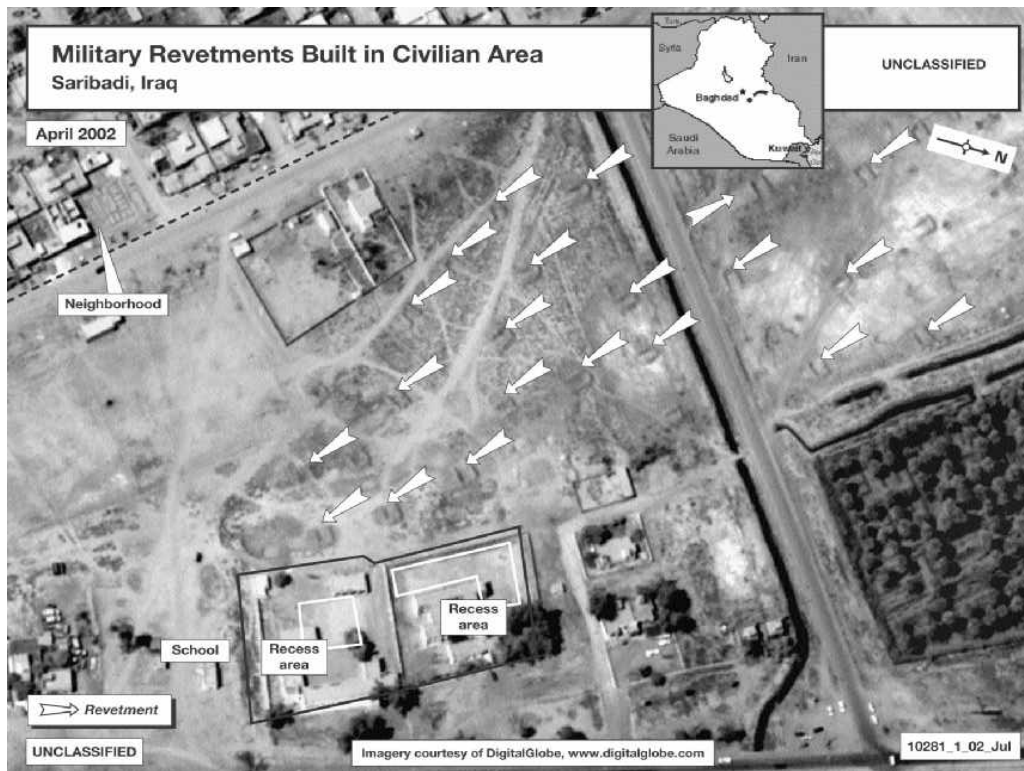 Military Revetments Built in Civilian Area
Saribadi, Iraq
UNCLASSIFIED
Syria
Iran
Baghdad
Saudi
Arabia
Kuwait
April 2002
N
Neighborhood
School
Recess
area
Recess
area
Revetment
UNCLASSIFIED
Imagery courtesy of DigitalGlobe, www.digitalglobe.com
10281_1_02_Jul